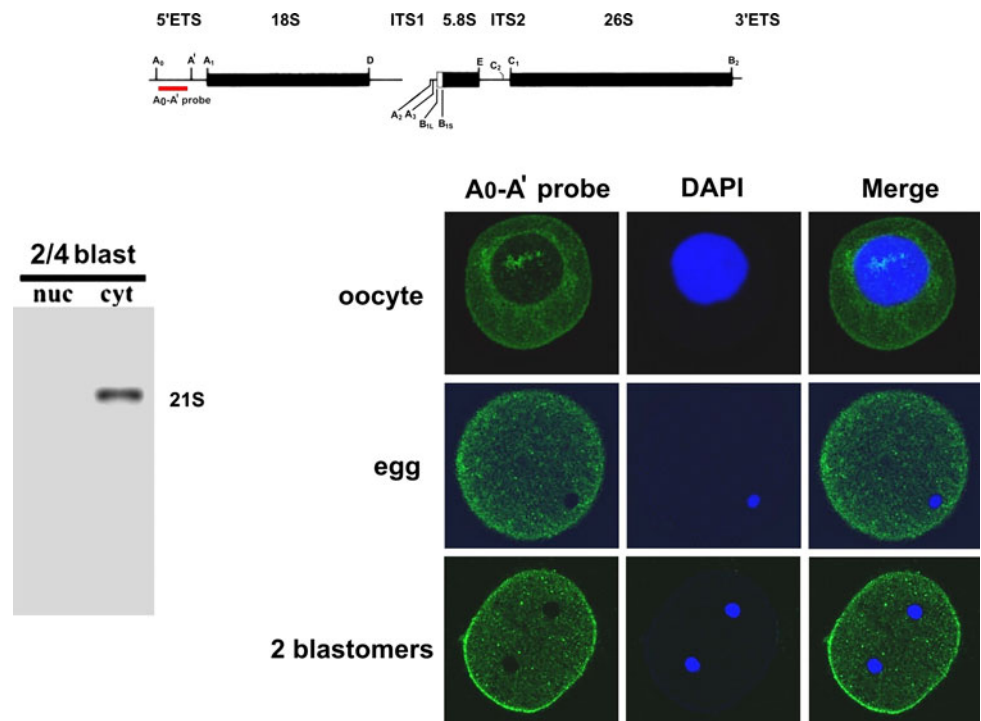 5'ETS 18S ITS1 5.8S ITS2 26S 3'ETS
A0 A' A1 D E C2 C1 B2
A0-A' probe
A2 A3 B1L B1S
A0-A' probe DAPI Merge
2/4 blast
nuc cyt
21S
oocyte
egg
2 blastomers